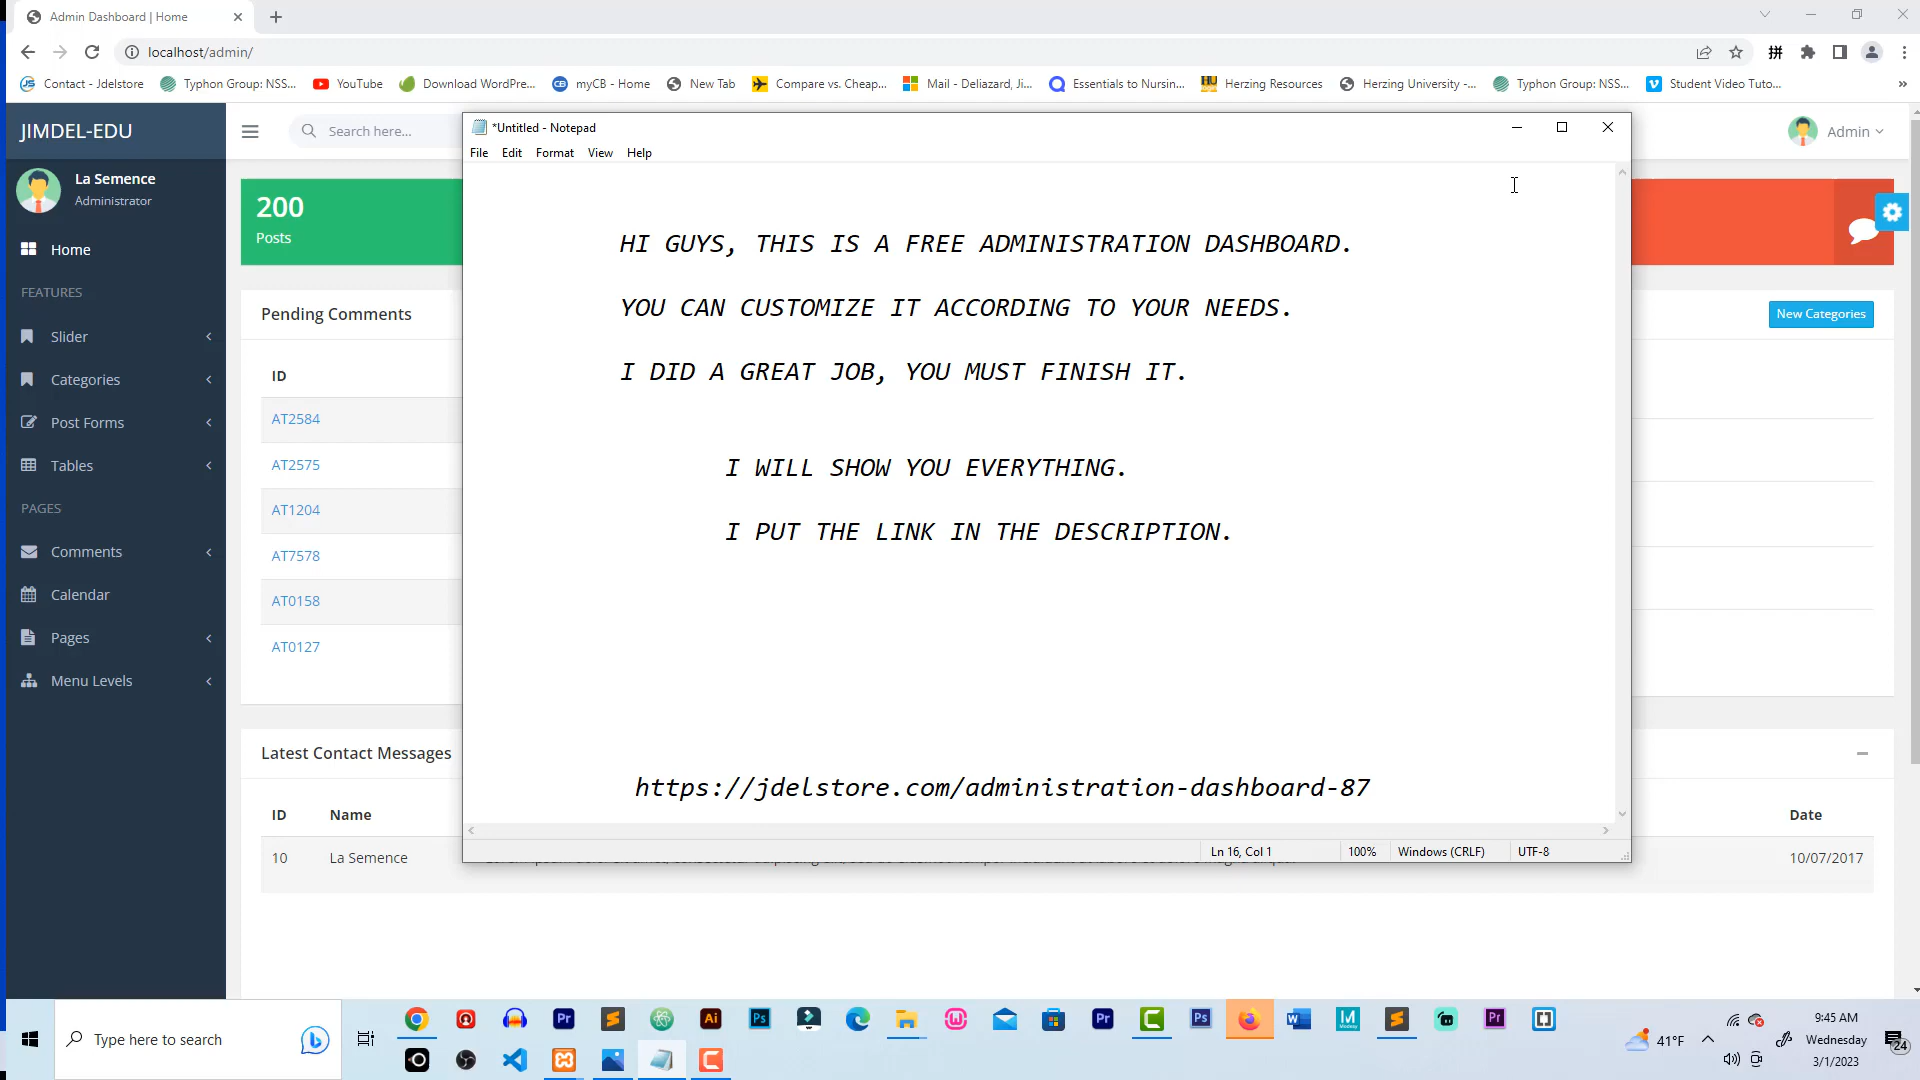 Admin Dashboard | Home
localhost/admin/
Contact - Jdelstore
Typhon Group: NSS...
YouTube
Download WordPre...
myCB - Home
New Tab
Compare vs. Cheap...
Mail - Deliazard, Ji...
Essentials to Nursin...
Herzing Resources
Herzing University -...
Typhon Group: NSS...
Student Video Tuto...
»
JIMDEL-EDU
Search here...
Admin
La Semence
Administrator
Home
FEATURES
Slider
Categories
Post Forms
Tables
PAGES
Comments
Calendar
Pages
Menu Levels
200
Posts
Pending Comments
ID
AT2584
AT2575
AT1204
AT7578
AT0158
AT0127
New Categories
*Untitled - Notepad
File Edit Format View Help
HI GUYS, THIS IS A FREE ADMINISTRATION DASHBOARD.
YOU CAN CUSTOMIZE IT ACCORDING TO YOUR NEEDS.
I DID A GREAT JOB, YOU MUST FINISH IT.
I WILL SHOW YOU EVERYTHING.
I PUT THE LINK IN THE DESCRIPTION.
https://jdelstore.com/administration-dashboard-87
Ln 16, Col 1
100%
Windows (CRLF)
UTF-8
Latest Contact Messages
ID Name Date
10 La Semence 10/07/2017
Type here to search
41°F
9:45 AM
Wednesday
3/1/2023
24